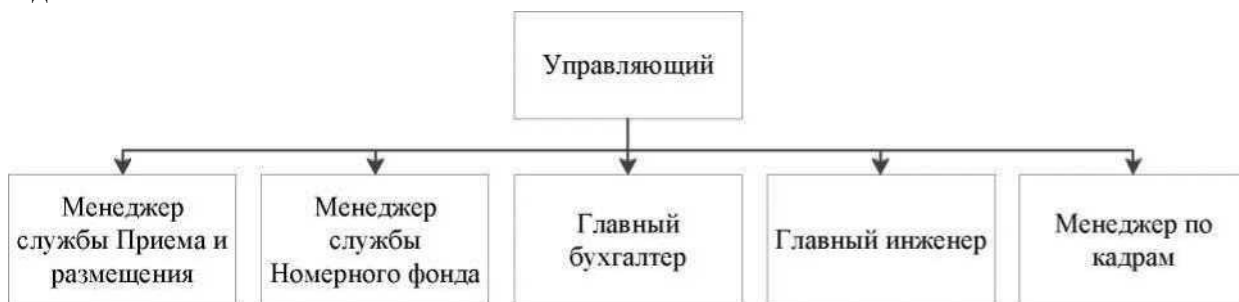 Управляющий
Менеджер
службы Приема и
размещения
Менеджер
службы
Номерного фонда
Главный
бухгалтер
Главный инженер
Менеджер по
кадрам